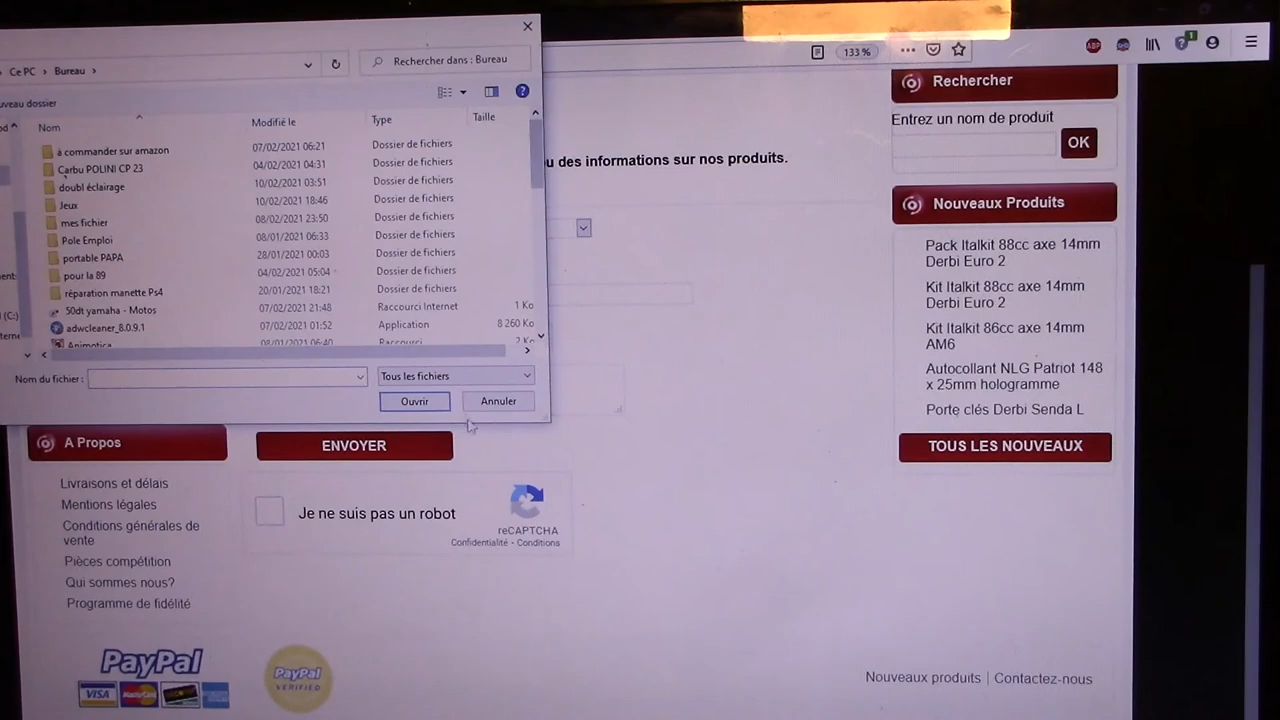 133 %
Ce PC › Bureau ›
Rechercher dans : Bureau
uveau dossier
Nom Modifié le Type Taille
à commander sur amazon 07/02/2021 06:21 Dossier de fichiers
Carbu POLINI CP 23 04/02/2021 04:31 Dossier de fichiers
doubl éclairage 10/02/2021 03:51 Dossier de fichiers
Jeux 10/02/2021 18:46 Dossier de fichiers
mes fichier 08/02/2021 23:50 Dossier de fichiers
Pole Emploi 08/01/2021 06:33 Dossier de fichiers
portable PAPA 28/01/2021 00:03 Dossier de fichiers
pour la 89 04/02/2021 05:04 Dossier de fichiers
réparation manette Ps4 20/01/2021 18:21 Dossier de fichiers
50dt yamaha - Motos 07/02/2021 21:48 Raccourci Internet 1 Ko
adwcleaner_8.0.9.1 07/02/2021 01:52 Application 8 260 Ko
Animotica 08/01/2021 06:40 Raccourci 2 Ko
Nom du fichier : Tous les fichiers
Ouvrir Annuler
u des informations sur nos produits.
Rechercher
Entrez un nom de produit
OK
Nouveaux Produits
Pack Italkit 88cc axe 14mm
Derbi Euro 2
Kit Italkit 88cc axe 14mm
Derbi Euro 2
Kit Italkit 86cc axe 14mm
AM6
Autocollant NLG Patriot 148
x 25mm hologramme
Porte clés Derbi Senda L
TOUS LES NOUVEAUX
A Propos
Livraisons et délais
Mentions légales
Conditions générales de
vente
Pièces compétition
Qui sommes nous?
Programme de fidélité
ENVOYER
Je ne suis pas un robot
reCAPTCHA
Confidentialité - Conditions
PayPal
VISA MasterCard
PayPal
VERIFIED
Nouveaux produits | Contactez-nous